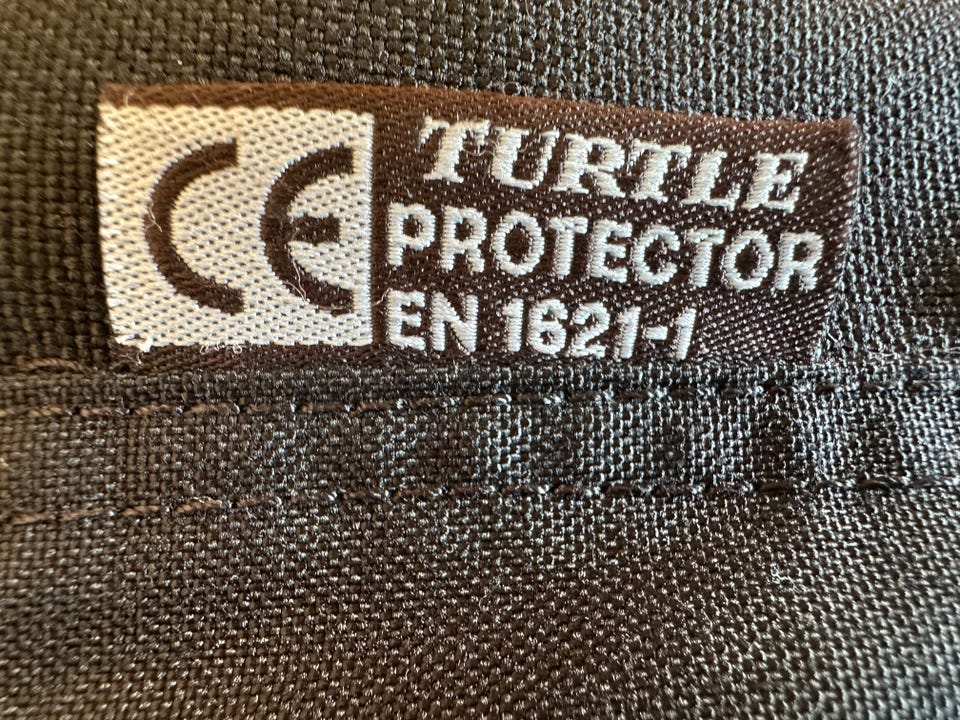 CE
TURTLE
PROTECTOR
EN 1621-1